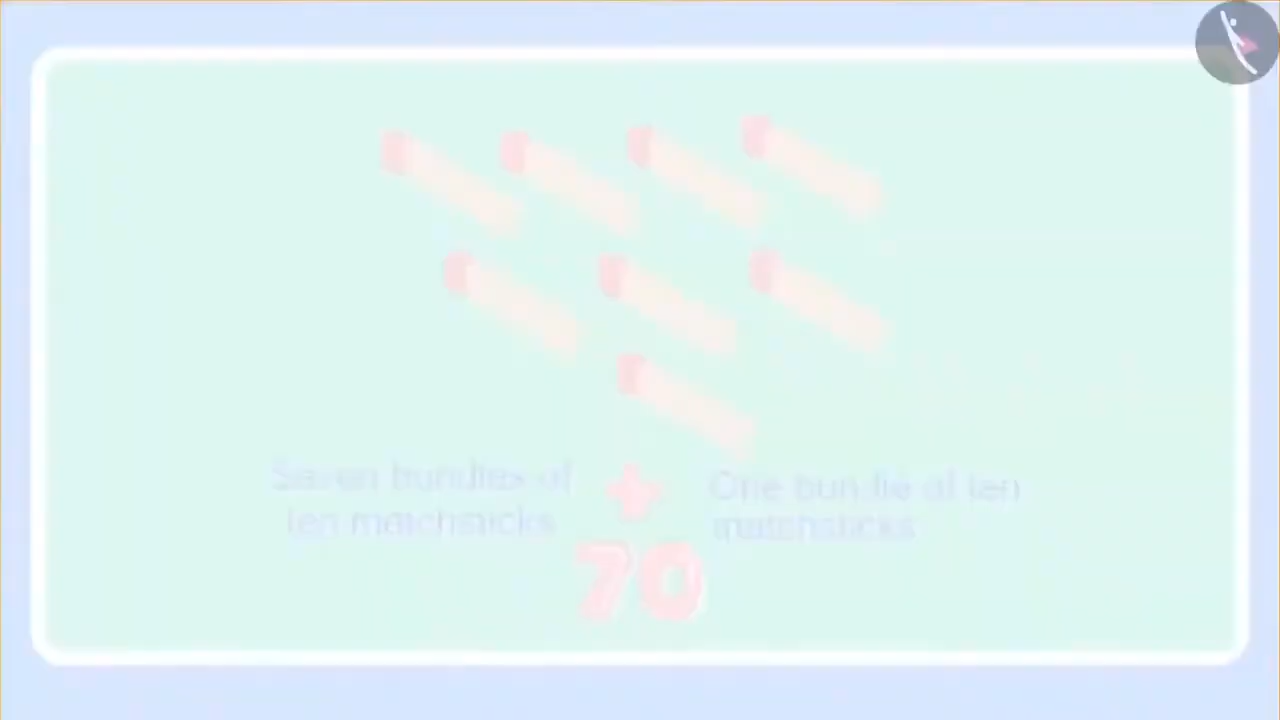 Seven bundles of
ten matchsticks
+
One bundle of ten
matchsticks
70